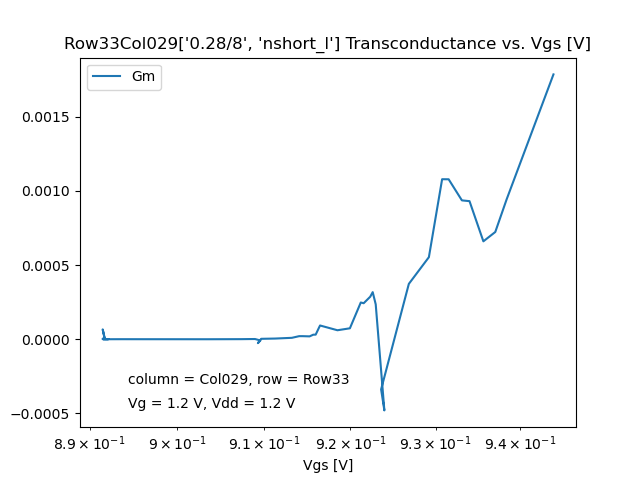 Row33Col029['0.28/8', 'nshort_l'] Transconductance vs. Vgs [V]
Gm
0.0015
0.0010
0.0005
0.0000
−0.0005
column = Col029, row = Row33
Vg = 1.2 V, Vdd = 1.2 V
8.9 × 10⁻¹ 9 × 10⁻¹ 9.1 × 10⁻¹ 9.2 × 10⁻¹ 9.3 × 10⁻¹ 9.4 × 10⁻¹
Vgs [V]